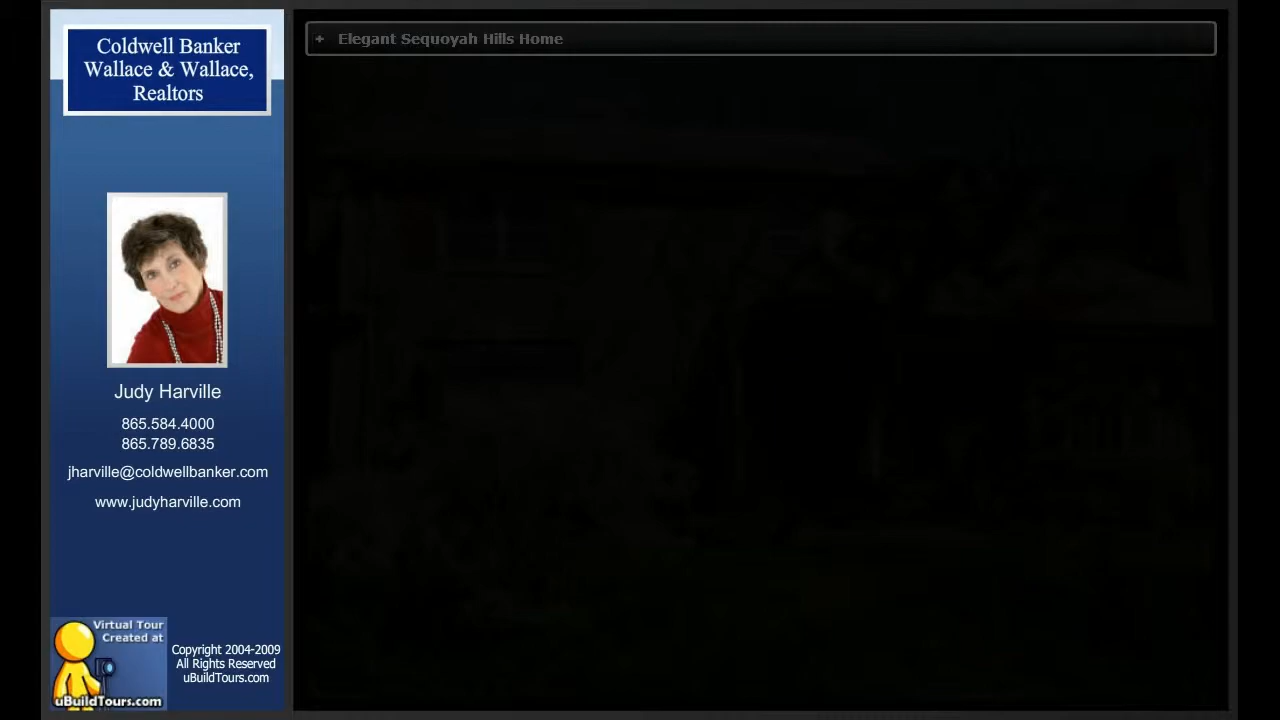 Coldwell Banker
Wallace & Wallace,
Realtors
Judy Harville
865.584.4000
865.789.6835
jharville@coldwellbanker.com
www.judyharville.com
Virtual Tour
Created at
uBuildTours.com
Copyright 2004-2009
All Rights Reserved
uBuildTours.com
+ Elegant Sequoyah Hills Home